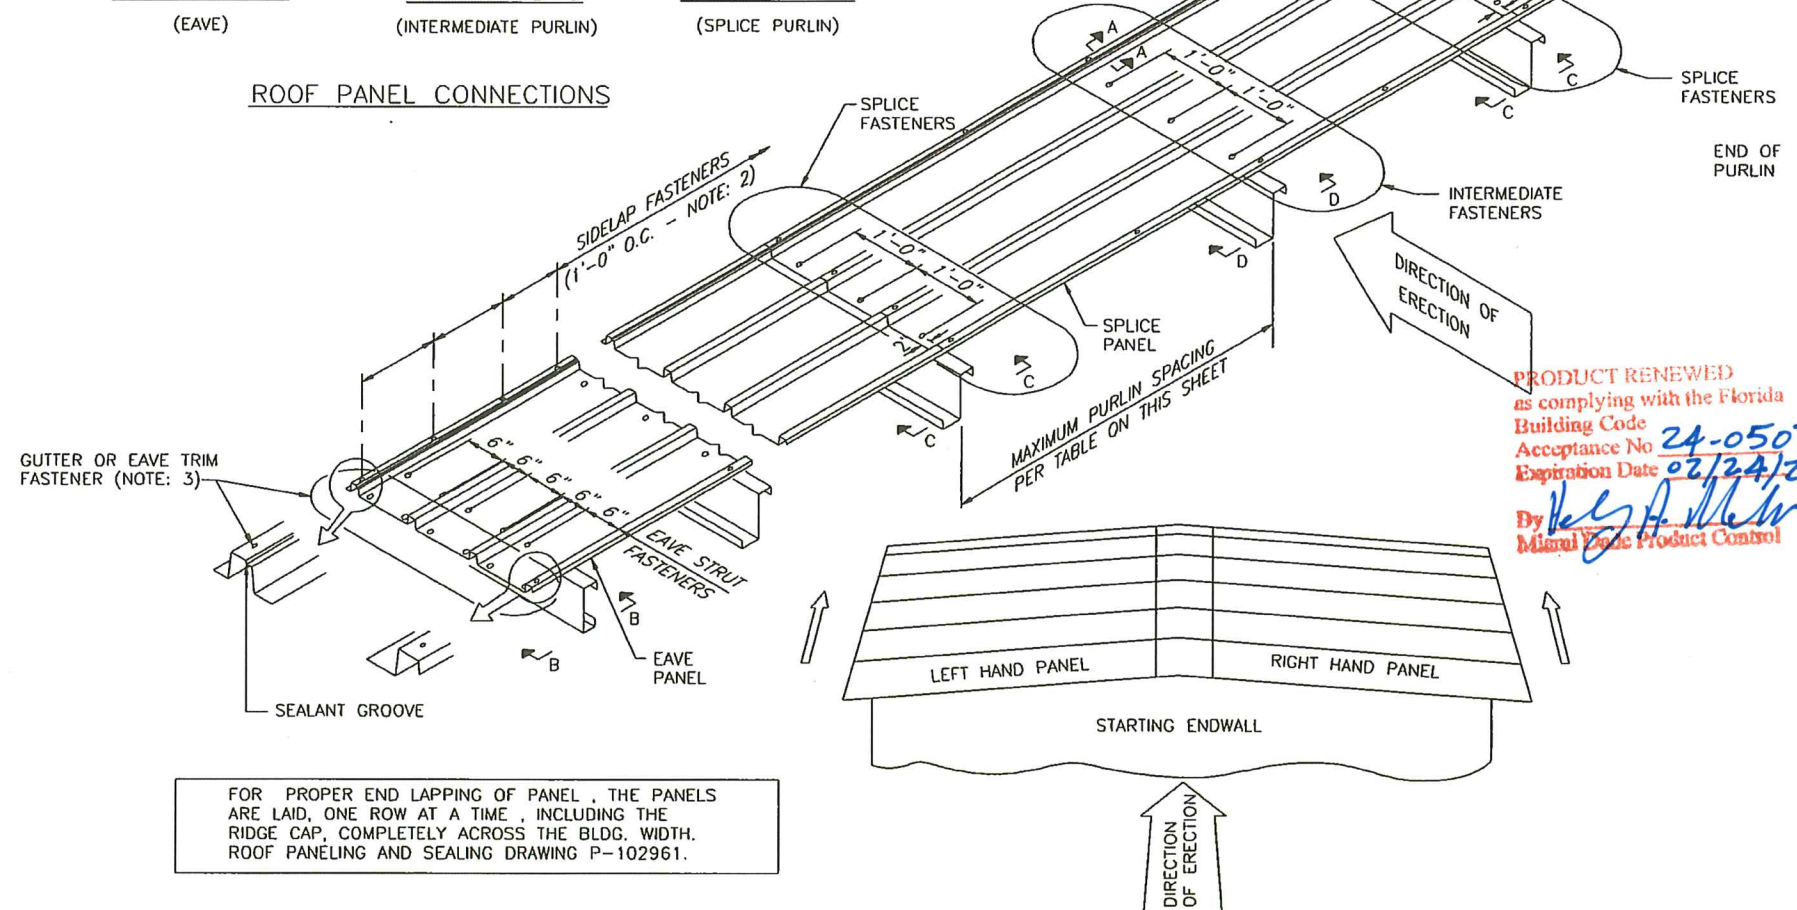 (EAVE)
(INTERMEDIATE PURLIN)
(SPLICE PURLIN)
ROOF PANEL CONNECTIONS
SPLICE
FASTENERS
SIDELAP FASTENERS
(1'-0" O.C. - NOTE: 2)
A
A
1'-0"
1'-0"
C
C
SPLICE
FASTENERS
END OF
PURLIN
D
D
INTERMEDIATE
FASTENERS
DIRECTION OF
ERECTION
1'-0"
1'-0"
2"
C
C
SPLICE
PANEL
MAXIMUM PURLIN SPACING
PER TABLE ON THIS SHEET
PRODUCT RENEWED
as complying with the Florida
Building Code
Acceptance No 24-050
Expiration Date 02/24/2
By
Miami Dade Product Control
GUTTER OR EAVE TRIM
FASTENER (NOTE: 3)
6"
6"
6"
6"
6"
EAVE STRUT
FASTENERS
B
B
EAVE
PANEL
SEALANT GROOVE
LEFT HAND PANEL
RIGHT HAND PANEL
STARTING ENDWALL
DIRECTION
OF ERECTION
FOR PROPER END LAPPING OF PANEL , THE PANELS
ARE LAID, ONE ROW AT A TIME , INCLUDING THE
RIDGE CAP, COMPLETELY ACROSS THE BLDG. WIDTH.
ROOF PANELING AND SEALING DRAWING P-102961.